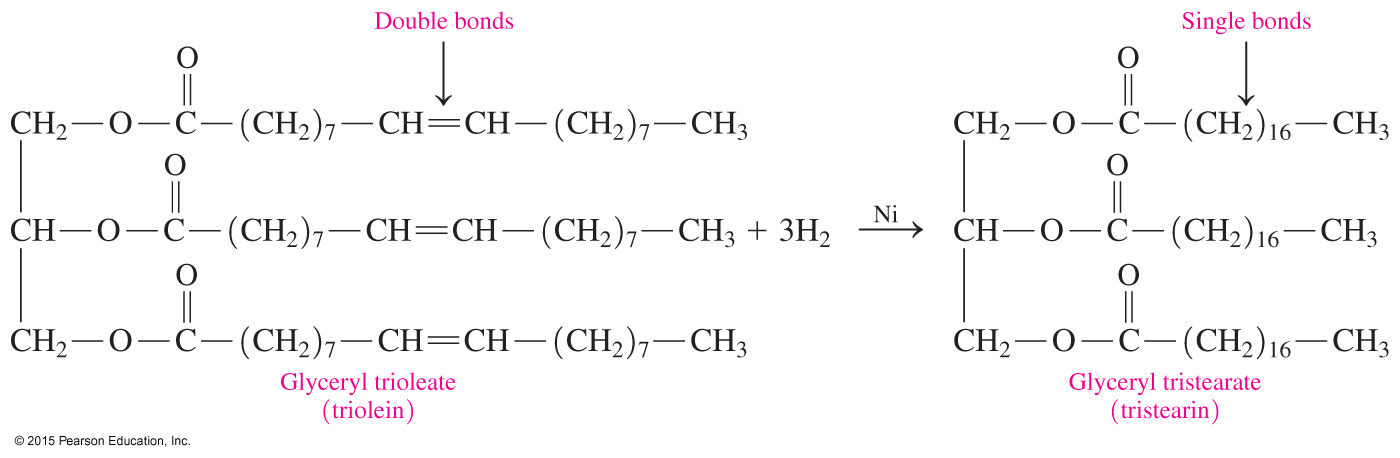 Double bonds Single bonds
O O
CH₂—O—C—(CH₂)₇—CH=CH—(CH₂)₇—CH₃ CH₂—O—C—(CH₂)₁₆—CH₃
O O
CH—O—C—(CH₂)₇—CH=CH—(CH₂)₇—CH₃ + 3H₂ Ni CH—O—C—(CH₂)₁₆—CH₃
O O
CH₂—O—C—(CH₂)₇—CH=CH—(CH₂)₇—CH₃ CH₂—O—C—(CH₂)₁₆—CH₃
Glyceryl trioleate Glyceryl tristearate
(triolein) (tristearin)
© 2015 Pearson Education, Inc.